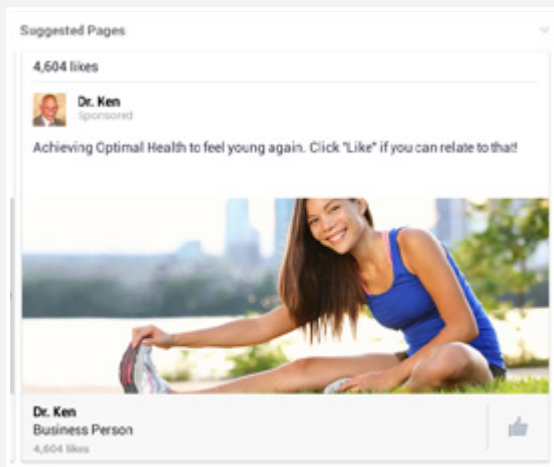 Suggested Pages
4,604 likes
Dr. Ken
Sponsored
Achieving Optimal Health to feel young again. Click "Like" if you can relate to that!
Dr. Ken
Business Person
4,604 likes